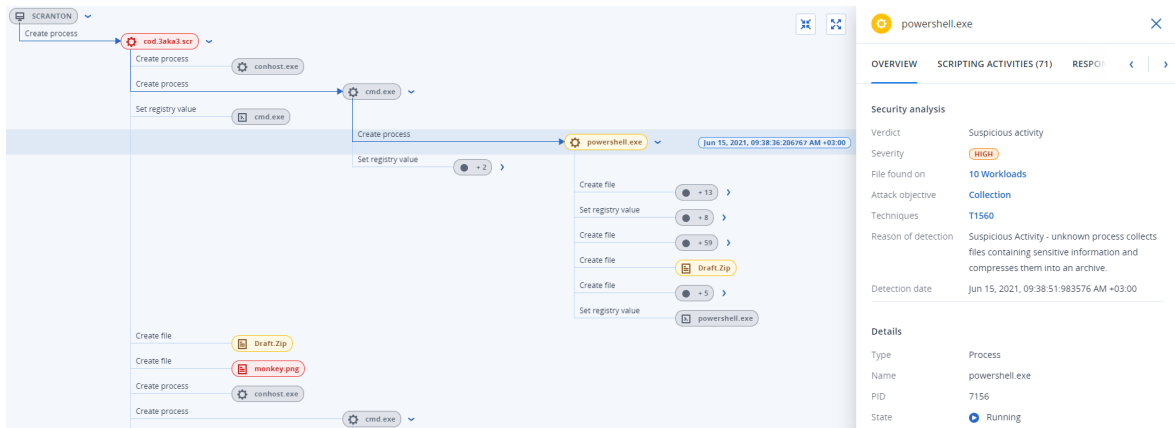 SCRANTON
Create process
cod.3aka3.scr
Create process
conhost.exe
Create process
cmd.exe
Set registry value
cmd.exe
Create process
powershell.exe
Jun 15, 2021, 09:38:36:206767 AM +03:00
Set registry value
+ 2
Create file
+ 13
Set registry value
+ 8
Create file
+ 59
Create file
Draft.Zip
Create file
+ 5
Set registry value
powershell.exe
Create file
Draft.Zip
Create file
monkey.png
Create process
conhost.exe
Create process
cmd.exe
powershell.exe
OVERVIEW SCRIPTING ACTIVITIES (71)
Security analysis
Verdict Suspicious activity
Severity HIGH
File found on 10 Workloads
Attack objective Collection
Techniques T1560
Reason of detection Suspicious Activity - unknown process collects
files containing sensitive information and
compresses them into an archive.
Detection date Jun 15, 2021, 09:38:51:983576 AM +03:00
Details
Type Process
Name powershell.exe
PID 7156
State Running